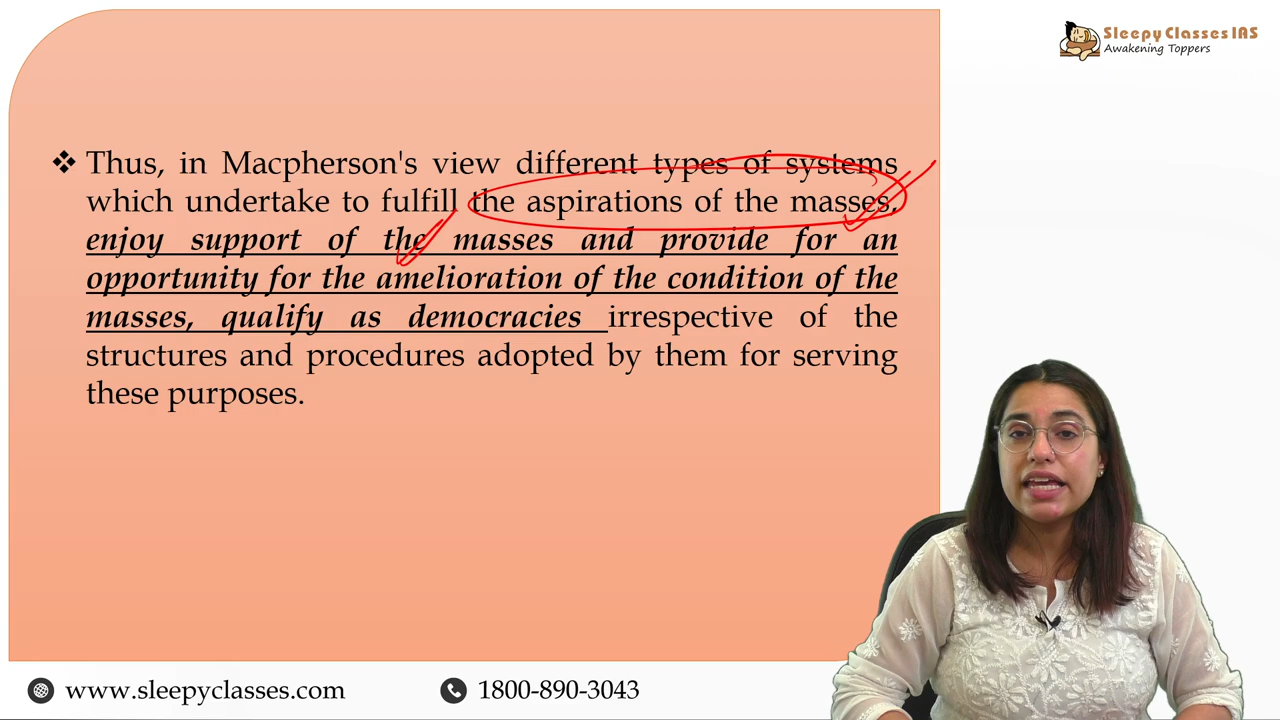 Sleepy Classes IAS
Awakening Toppers
❖ Thus, in Macpherson's view different types of systems
which undertake to fulfill the aspirations of the masses,
enjoy support of the masses and provide for an
opportunity for the amelioration of the condition of the
masses, qualify as democracies irrespective of the
structures and procedures adopted by them for serving
these purposes.
www.sleepyclasses.com
1800-890-3043